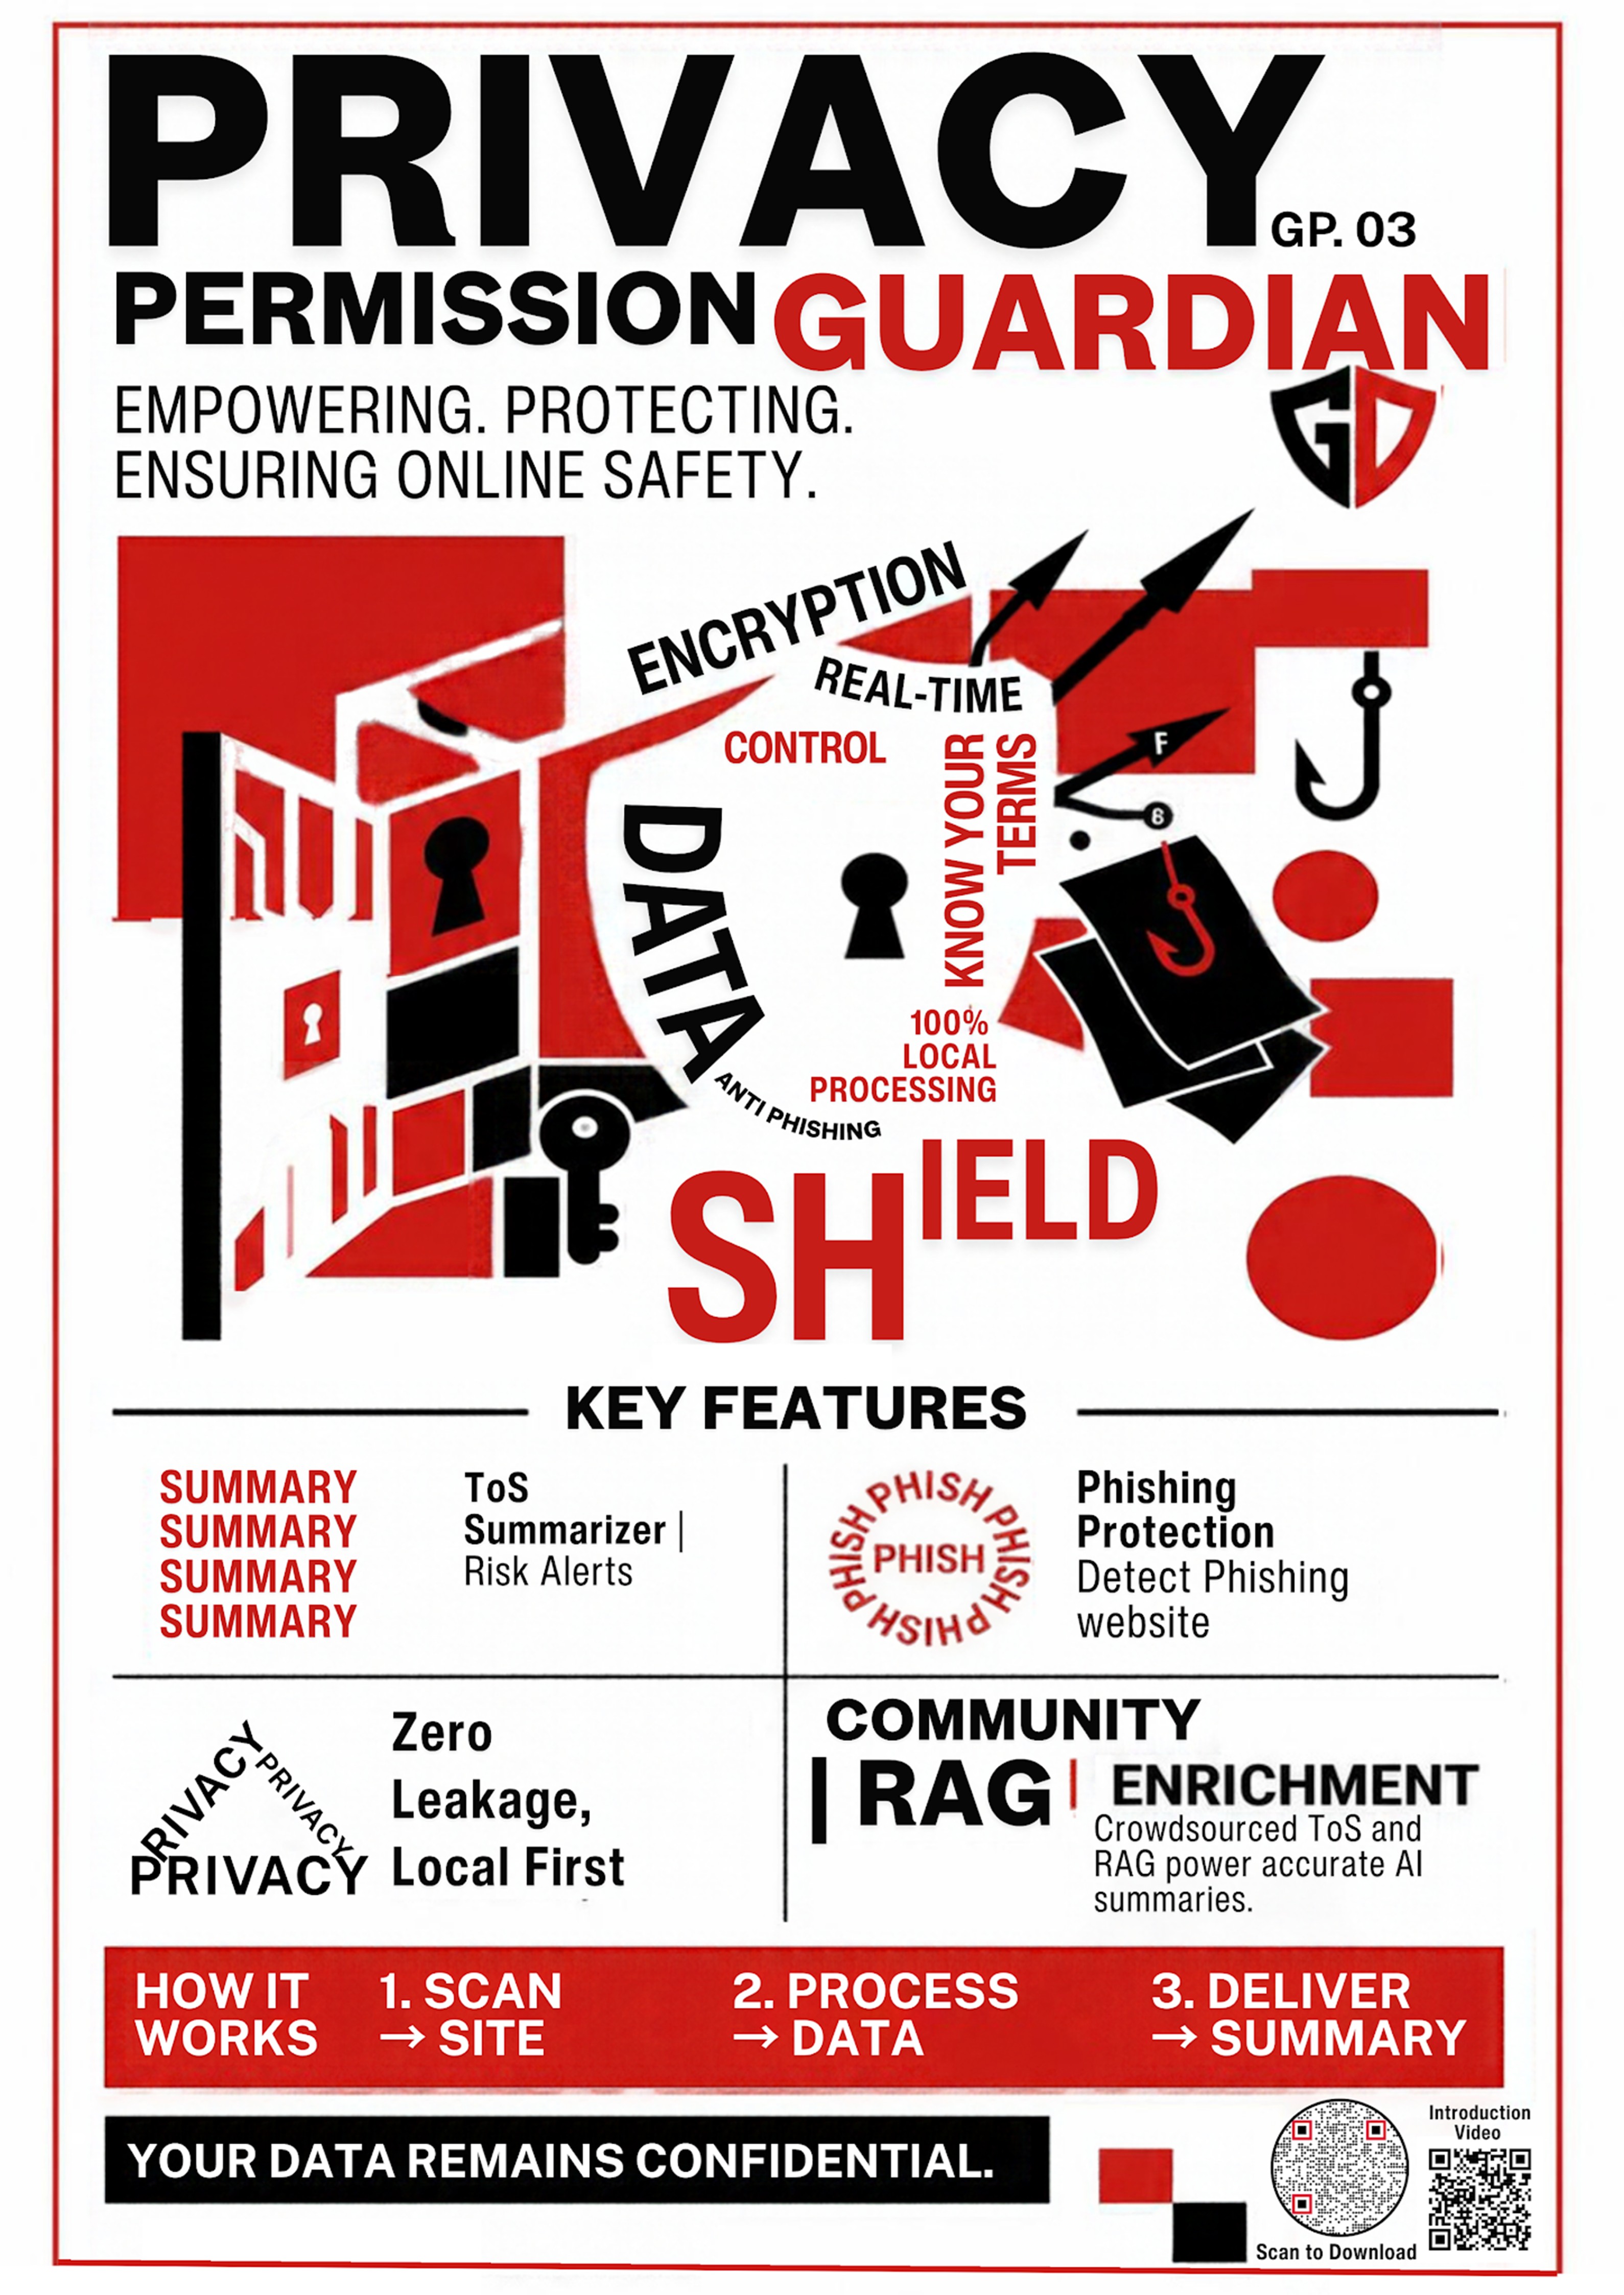 PRIVACY
GP. 03
PERMISSION GUARDIAN
EMPOWERING. PROTECTING.
ENSURING ONLINE SAFETY.
GD
ENCRYPTION
REAL-TIME
CONTROL
KNOW YOUR
TERMS
F
B
DATA
100%
LOCAL
PROCESSING
ANTI PHISHING
SHIELD
KEY FEATURES
SUMMARY
SUMMARY
SUMMARY
SUMMARY
ToS
Summarizer |
Risk Alerts
PHISH PHISH PHISH PHISH
PHISH
Phishing
Protection
Detect Phishing
website
PRIVACY
PRIVACY
PRIVACY
Zero
Leakage,
Local First
COMMUNITY
| RAG | ENRICHMENT
Crowdsourced ToS and
RAG power accurate AI
summaries.
HOW IT
WORKS
1. SCAN
→ SITE
2. PROCESS
→ DATA
3. DELIVER
→ SUMMARY
YOUR DATA REMAINS CONFIDENTIAL.
Scan to Download
Introduction
Video